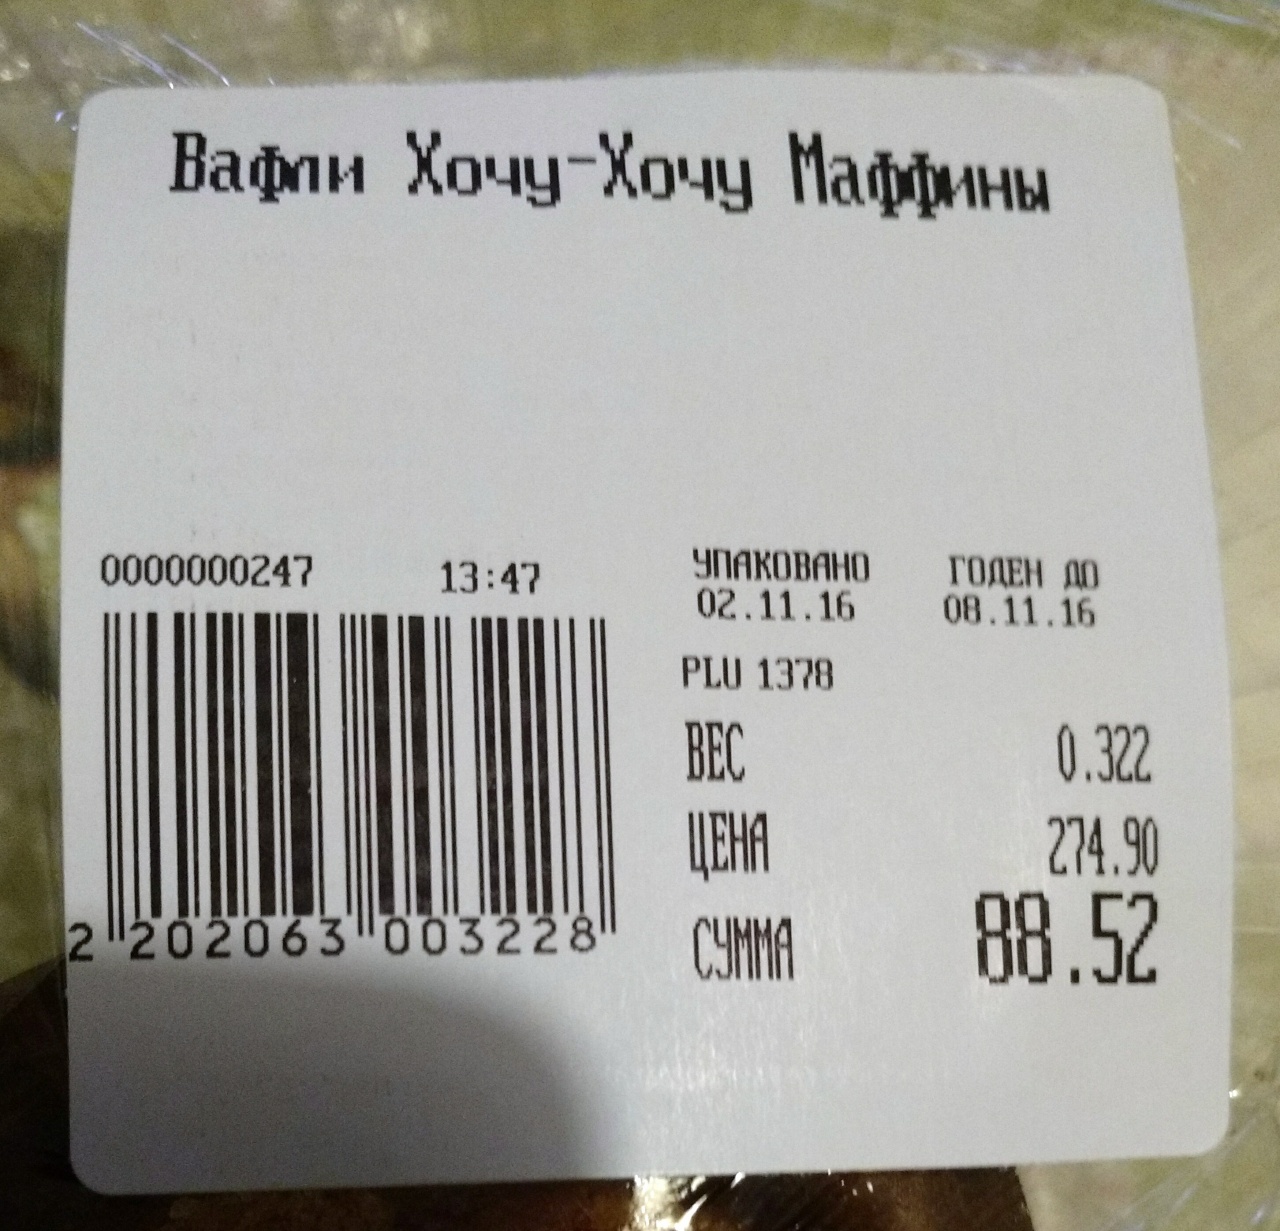 Вафли Хочу-Хочу Маффины
0000000247 13:47
2 202063 003228
УПАКОВАНО ГОДЕН ДО
02.11.16 08.11.16
PLU 1378
ВЕС 0.322
ЦЕНА 274.90
СУММА 88.52